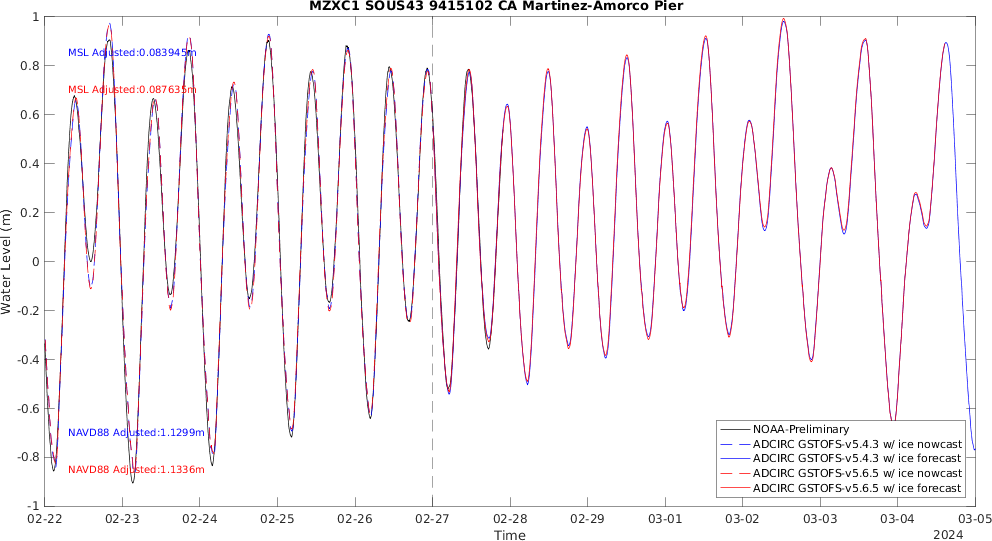 MZXC1 SOUS43 9415102 CA Martinez-Amorco Pier
1
0.8
0.6
0.4
0.2
0
-0.2
-0.4
-0.6
-0.8
-1
Water Level (m)
MSL Adjusted:0.083945m
MSL Adjusted:0.087635m
NAVD88 Adjusted:1.1299m
NAVD88 Adjusted:1.1336m
NOAA-Preliminary
ADCIRC GSTOFS-v5.4.3 w/ ice nowcast
ADCIRC GSTOFS-v5.4.3 w/ ice forecast
ADCIRC GSTOFS-v5.6.5 w/ ice nowcast
ADCIRC GSTOFS-v5.6.5 w/ ice forecast
02-22 02-23 02-24 02-25 02-26 02-27 02-28 02-29 03-01 03-02 03-03 03-04 03-05
Time
2024